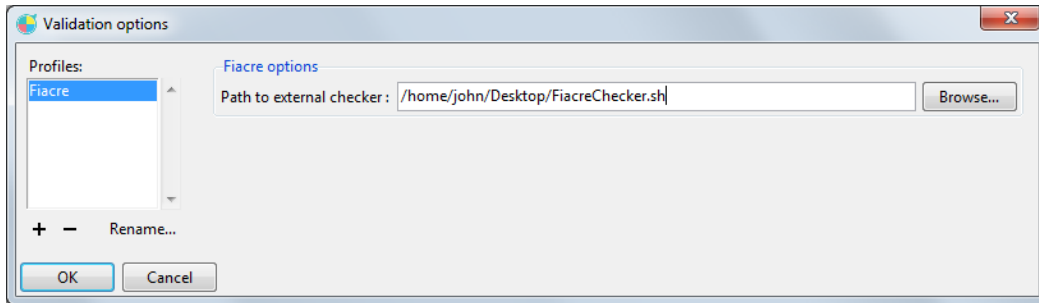 Validation options
Profiles:
Fiacre
Fiacre options
Path to external checker : /home/john/Desktop/FiacreChecker.sh Browse...
+ − Rename...
OK Cancel